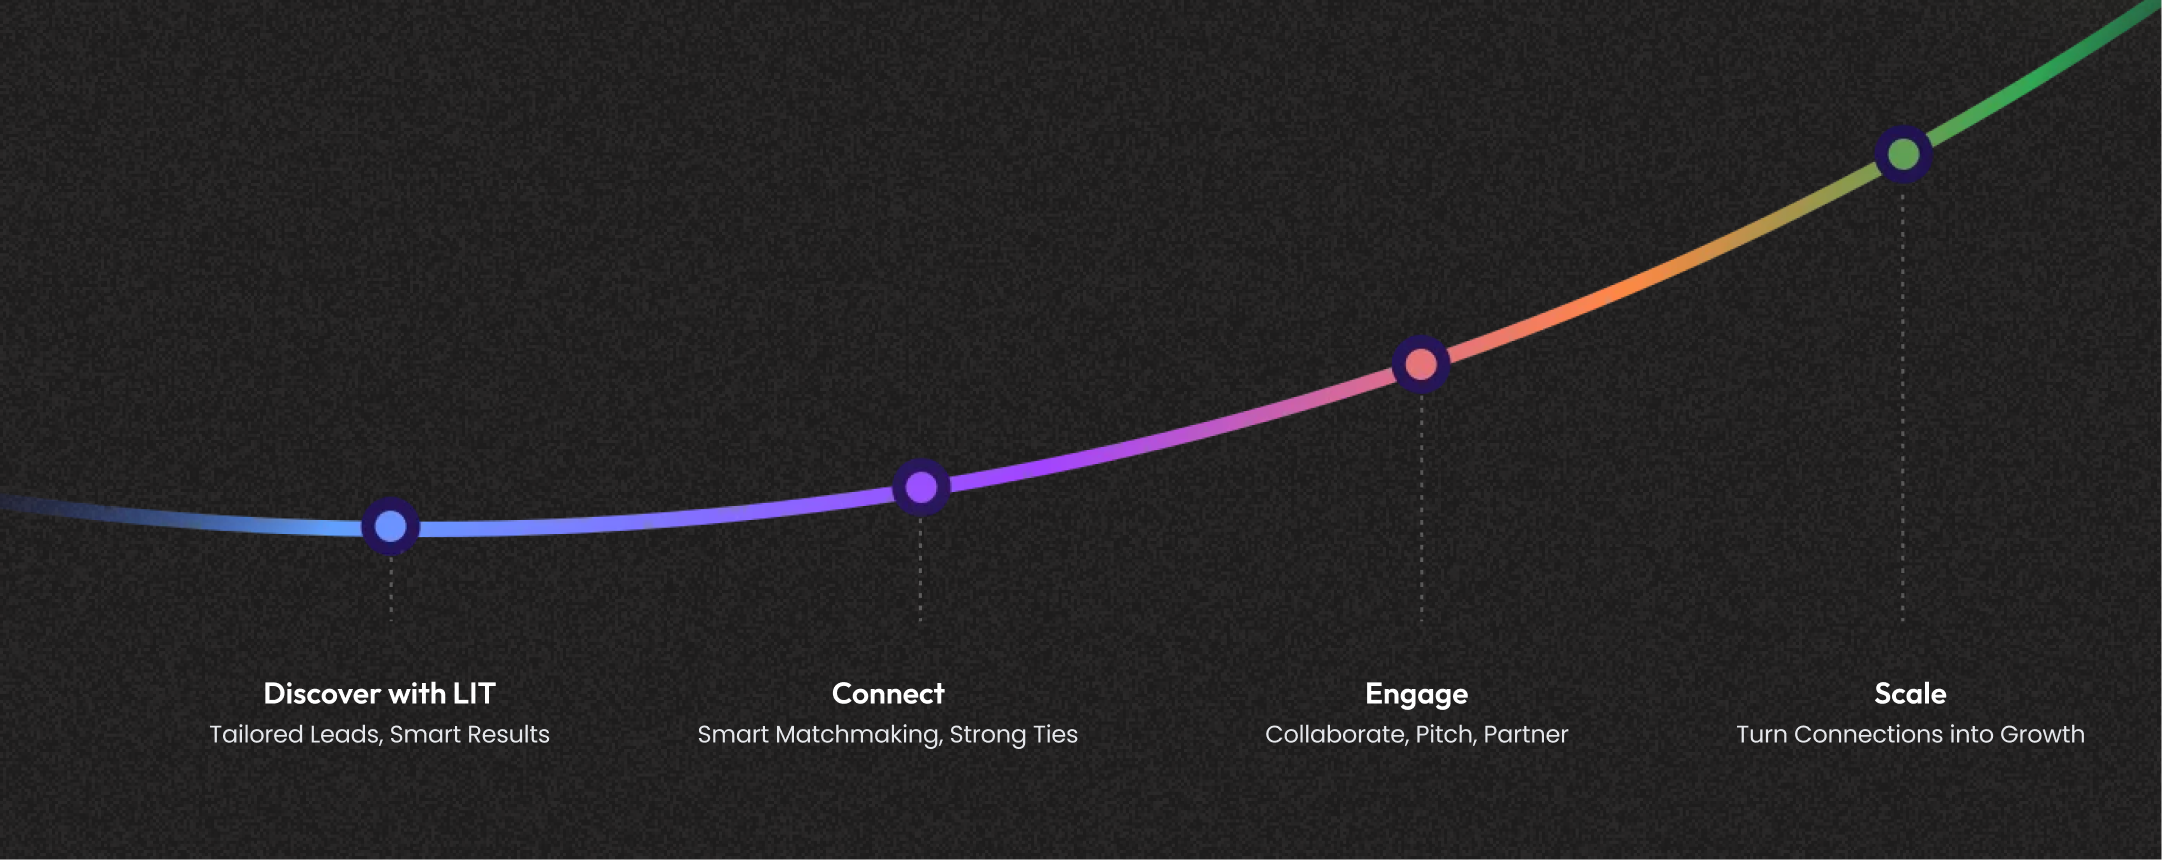 Discover with LIT
Tailored Leads, Smart Results
Connect
Smart Matchmaking, Strong Ties
Engage
Collaborate, Pitch, Partner
Scale
Turn Connections into Growth